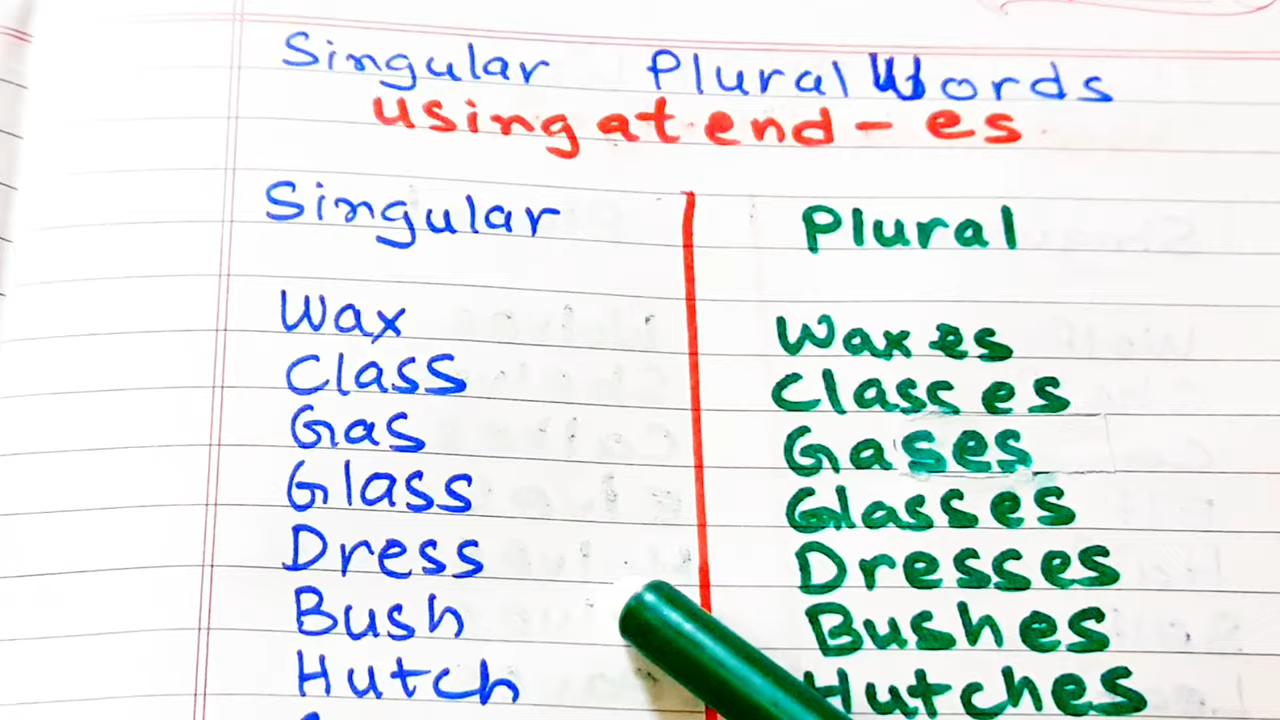 Singular Plural Words
using at end - es
Singular Plural
Wax Waxes
Class Classes
Gas Gases
Glass Glasses
Dress Dresses
Bush Bushes
Hutch Hutches